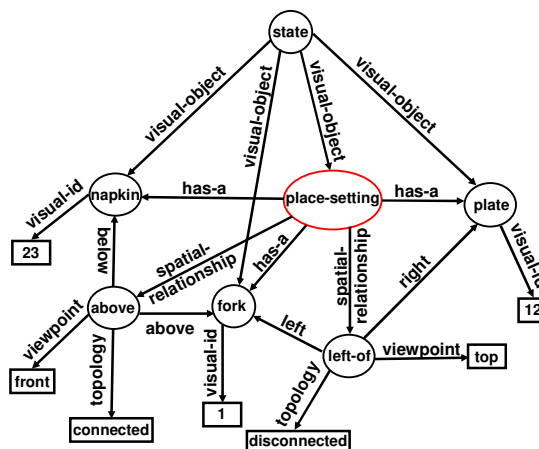 state
visual-object
visual-object
visual-object
visual-object
napkin
has-a
place-setting
has-a
plate
visual-id
23
below
spatial-
relationship
has-a
spatial-
relationship
right
visual-id
12
above
above
fork
left
left-of
viewpoint
top
viewpoint
front
topology
connected
visual-id
1
topology
disconnected